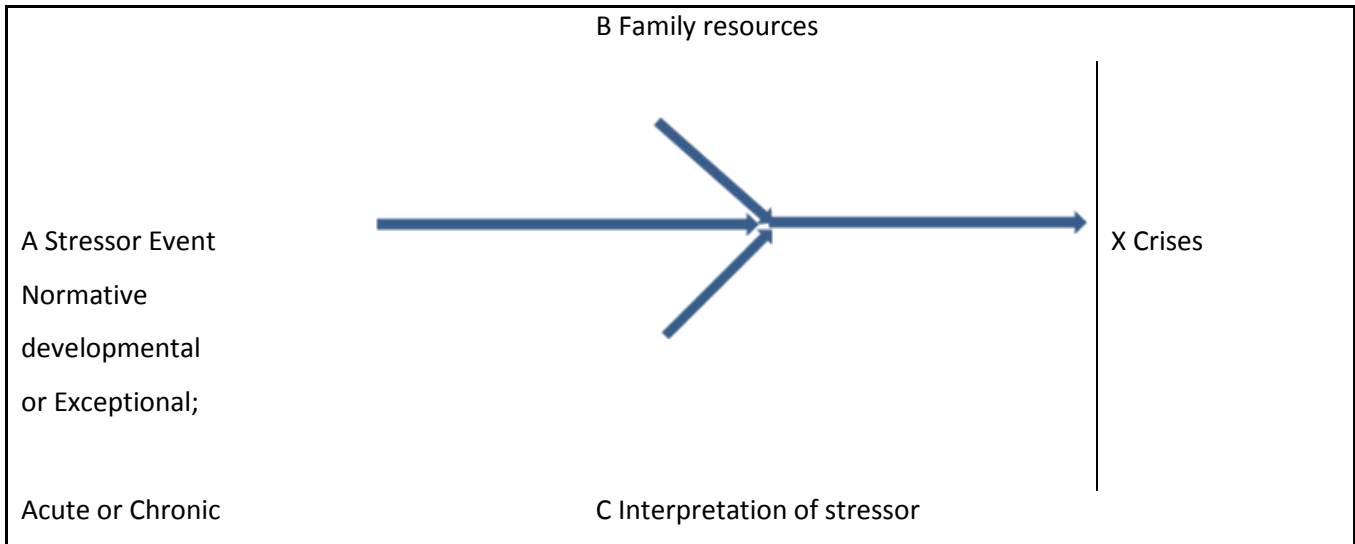 B Family resources
A Stressor Event
Normative
developmental
or Exceptional;
Acute or Chronic
C Interpretation of stressor
X Crises